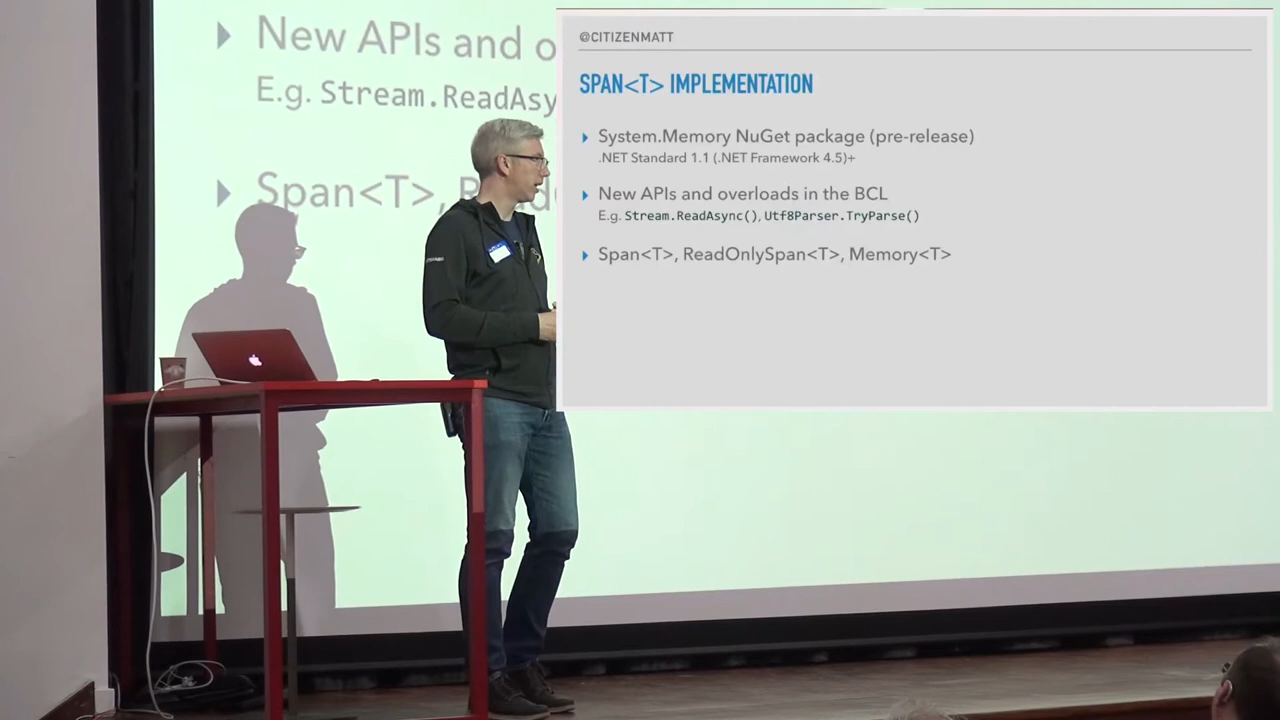 New APIs and o
E.g. Stream.ReadAsy
Span<T>, R
@CITIZENMATT
SPAN<T> IMPLEMENTATION
System.Memory NuGet package (pre-release)
.NET Standard 1.1 (.NET Framework 4.5)+
New APIs and overloads in the BCL
E.g. Stream.ReadAsync(), Utf8Parser.TryParse()
Span<T>, ReadOnlySpan<T>, Memory<T>